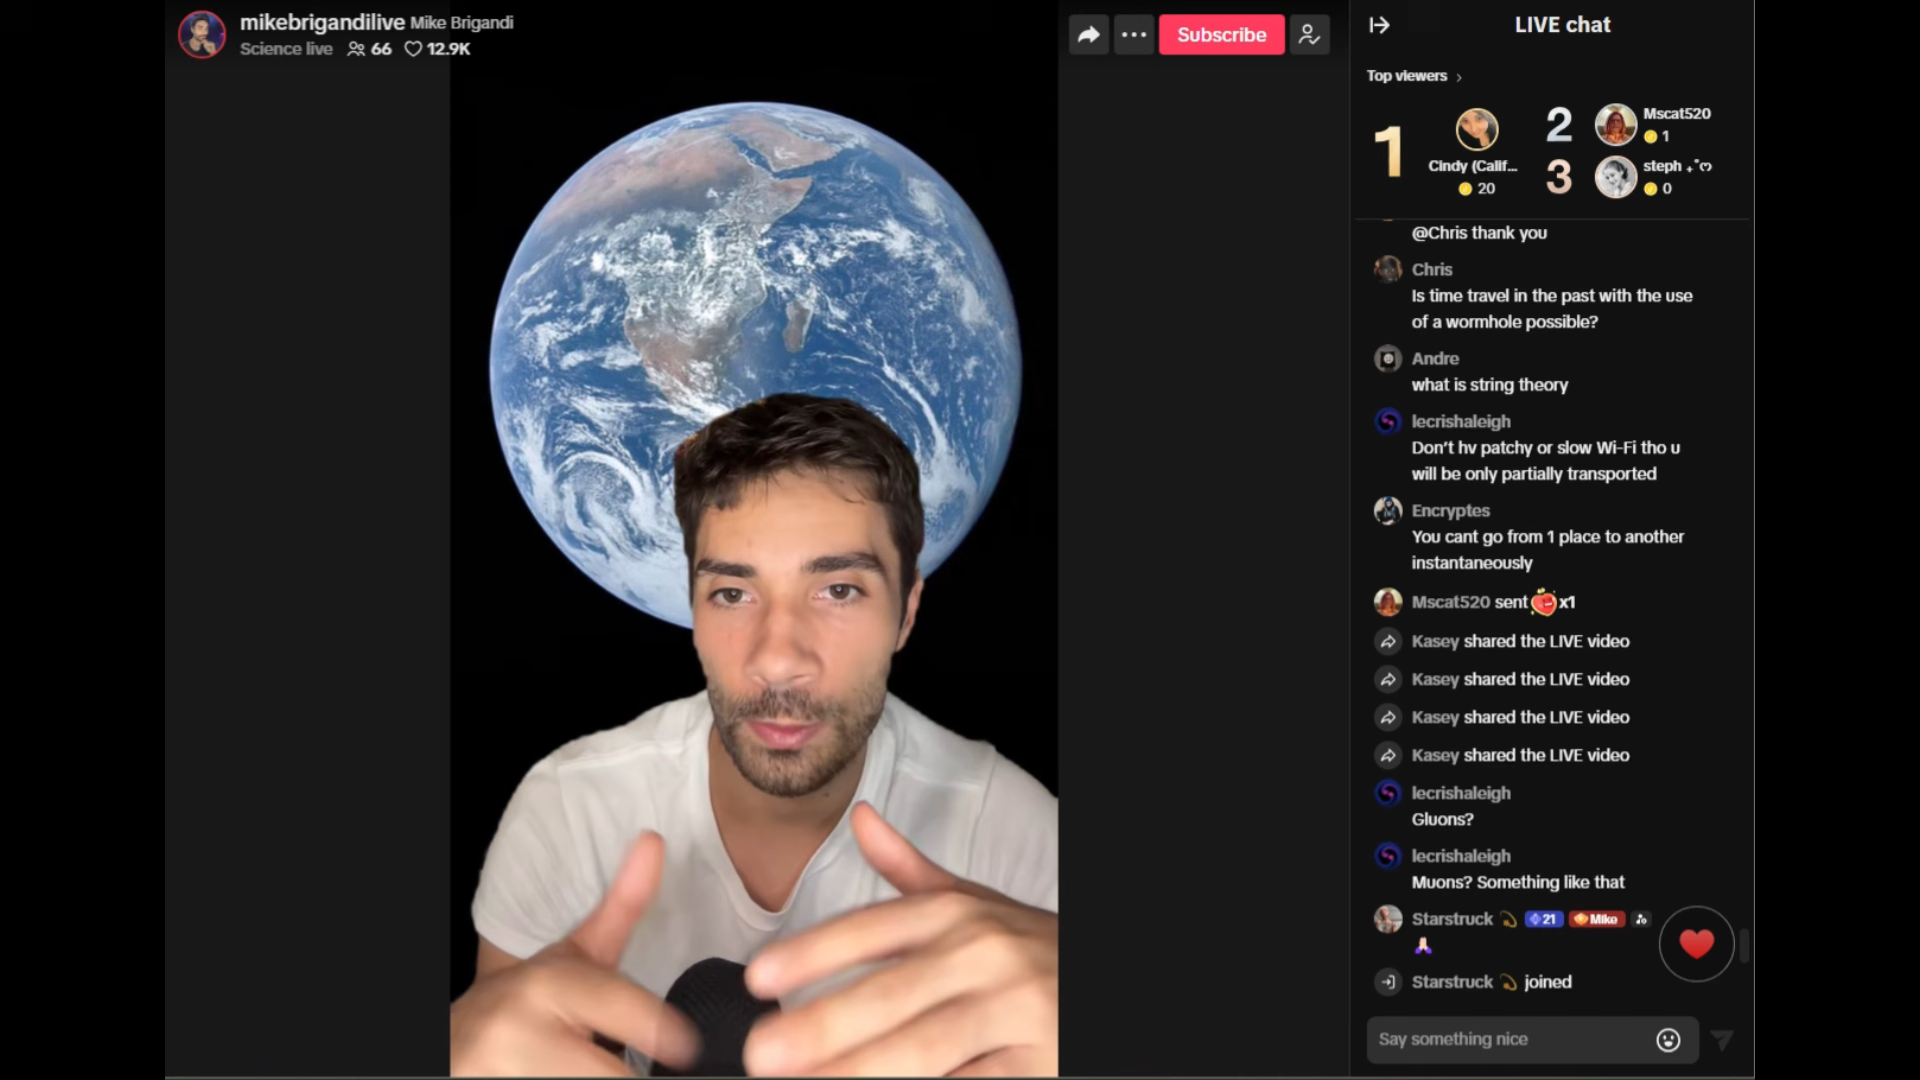 mikebrigandilive Mike Brigandi
Science live 66 12.9K
Subscribe
LIVE chat
Top viewers
1
Cindy (Calif...
20
2
Mscat520
1
3
steph
0
@Chris thank you
Chris
Is time travel in the past with the use
of a wormhole possible?
Andre
what is string theory
lecrishaleigh
Don’t hv patchy or slow Wi-Fi tho u
will be only partially transported
Encryptes
You cant go from 1 place to another
instantaneously
Mscat520 sent x1
Kasey shared the LIVE video
Kasey shared the LIVE video
Kasey shared the LIVE video
Kasey shared the LIVE video
lecrishaleigh
Gluons?
lecrishaleigh
Muons? Something like that
Starstruck 21 Mike
Starstruck joined
Say something nice